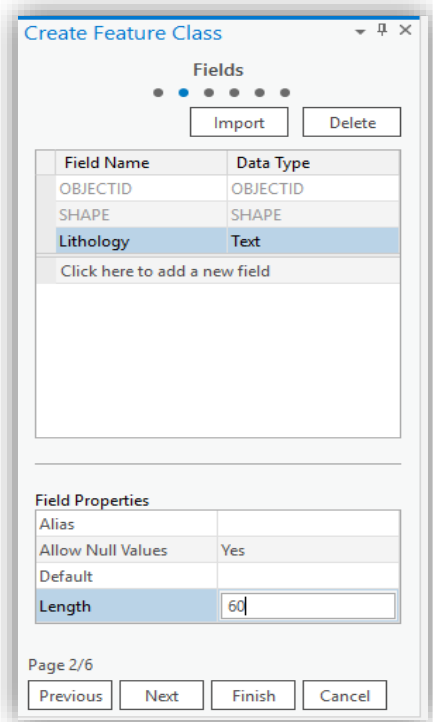 Create Feature Class
Fields
Import Delete
Field Name Data Type
OBJECTID OBJECTID
SHAPE SHAPE
Lithology Text
Click here to add a new field
Field Properties
Alias
Allow Null Values Yes
Default
Length 60
Page 2/6
Previous Next Finish Cancel